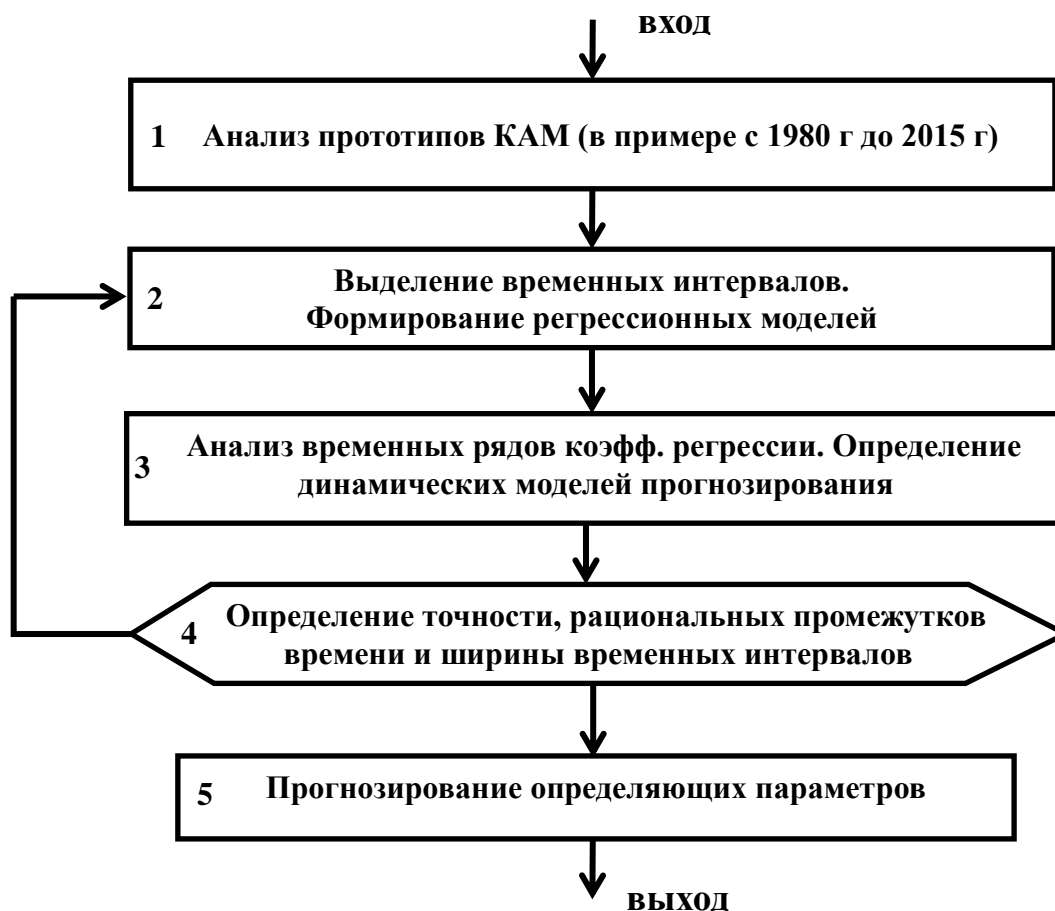 вход
1 Анализ прототипов КАМ (в примере с 1980 г до 2015 г)
2 Выделение временных интервалов.
Формирование регрессионных моделей
3 Анализ временных рядов коэфф. регрессии. Определение
динамических моделей прогнозирования
4 Определение точности, рациональных промежутков
времени и ширины временных интервалов
5 Прогнозирование определяющих параметров
выход